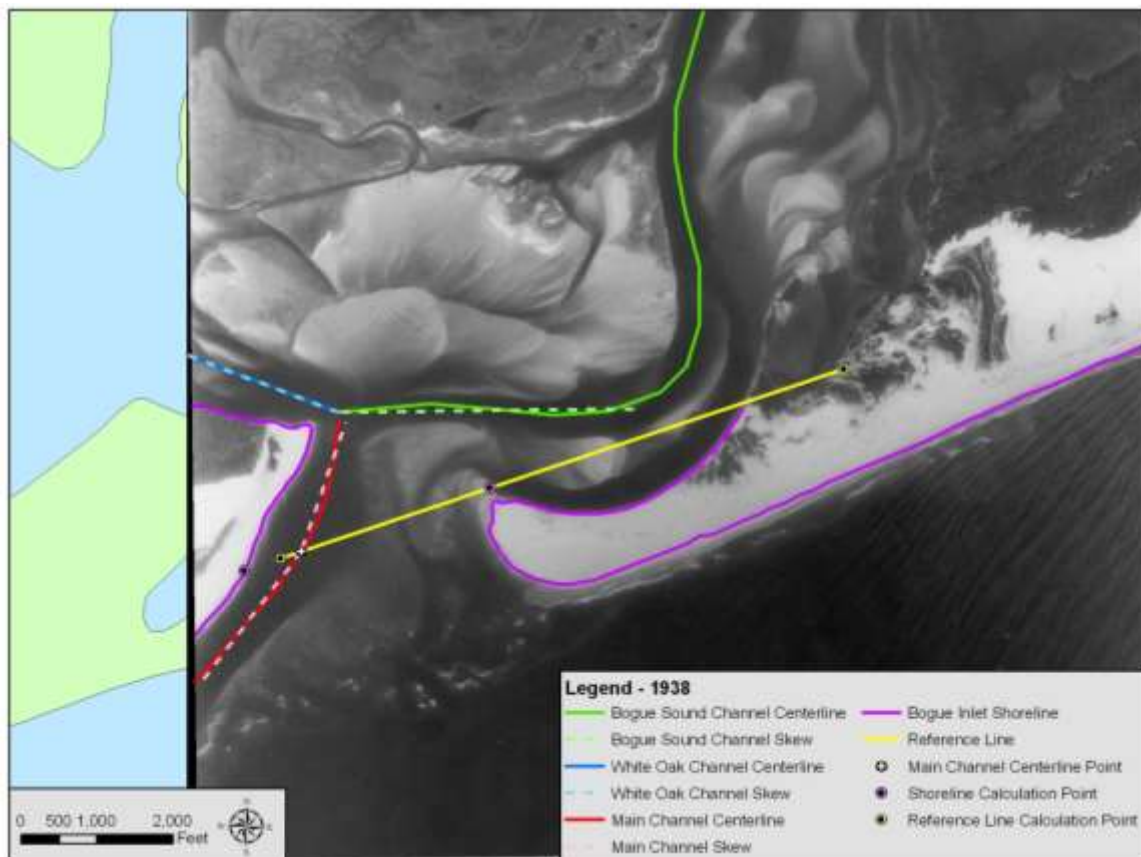 Legend - 1938
Bogue Sound Channel Centerline
Bogue Sound Channel Skew
White Oak Channel Centerline
White Oak Channel Skew
Main Channel Centerline
Main Channel Skew
Bogue Inlet Shoreline
Reference Line
Main Channel Centerline Point
Shoreline Calculation Point
Reference Line Calculation Point
0 500 1,000 2,000
Feet